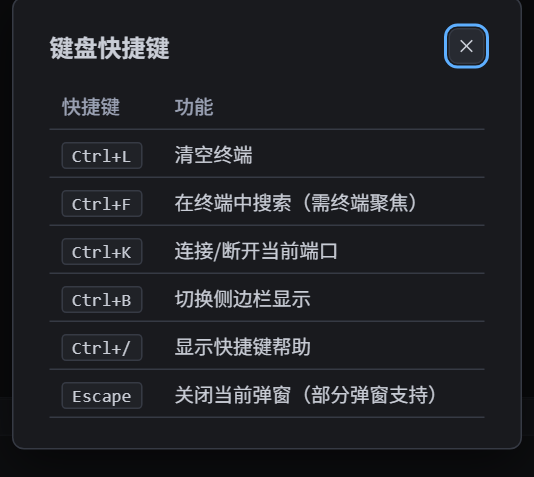 键盘快捷键
快捷键 功能
Ctrl+L 清空终端
Ctrl+F 在终端中搜索（需终端聚焦）
Ctrl+K 连接/断开当前端口
Ctrl+B 切换侧边栏显示
Ctrl+/ 显示快捷键帮助
Escape 关闭当前弹窗（部分弹窗支持）